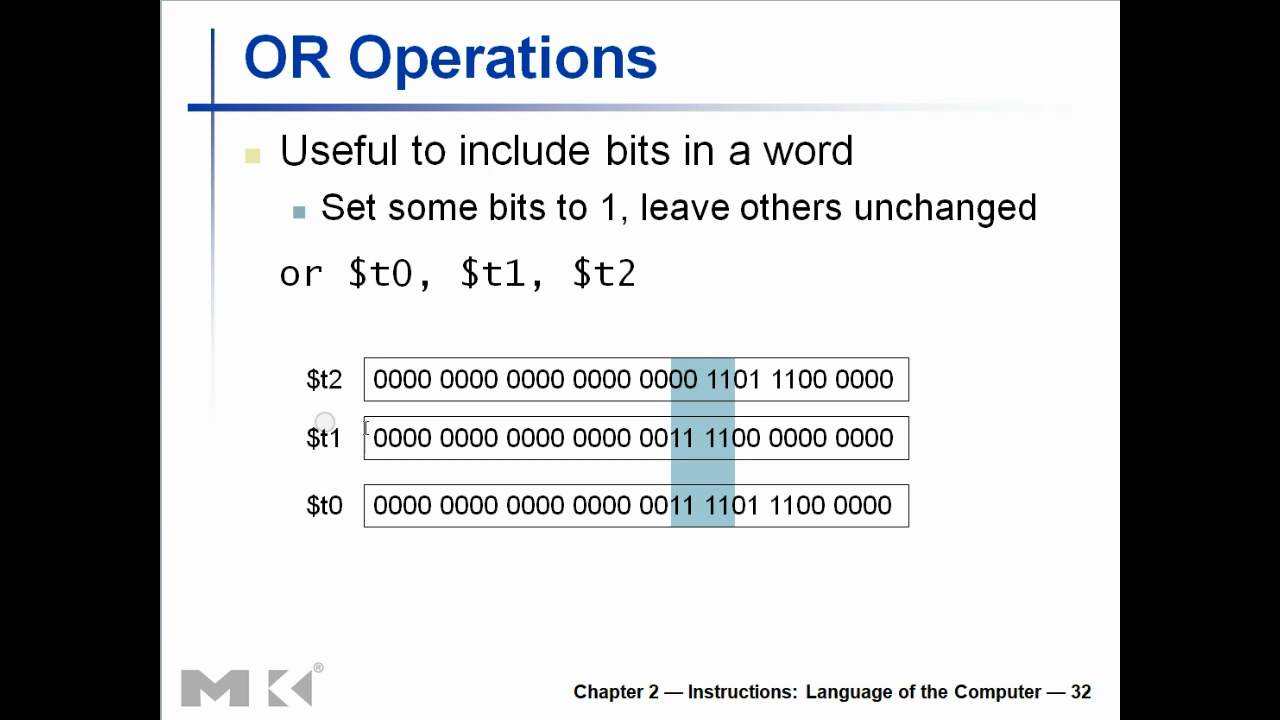 OR Operations
Useful to include bits in a word
Set some bits to 1, leave others unchanged
or $t0, $t1, $t2
$t2 0000 0000 0000 0000 0000 1101 1100 0000
$t1 0000 0000 0000 0000 0011 1100 0000 0000
$t0 0000 0000 0000 0000 0011 1101 1100 0000
MK®
Chapter 2 — Instructions: Language of the Computer — 32